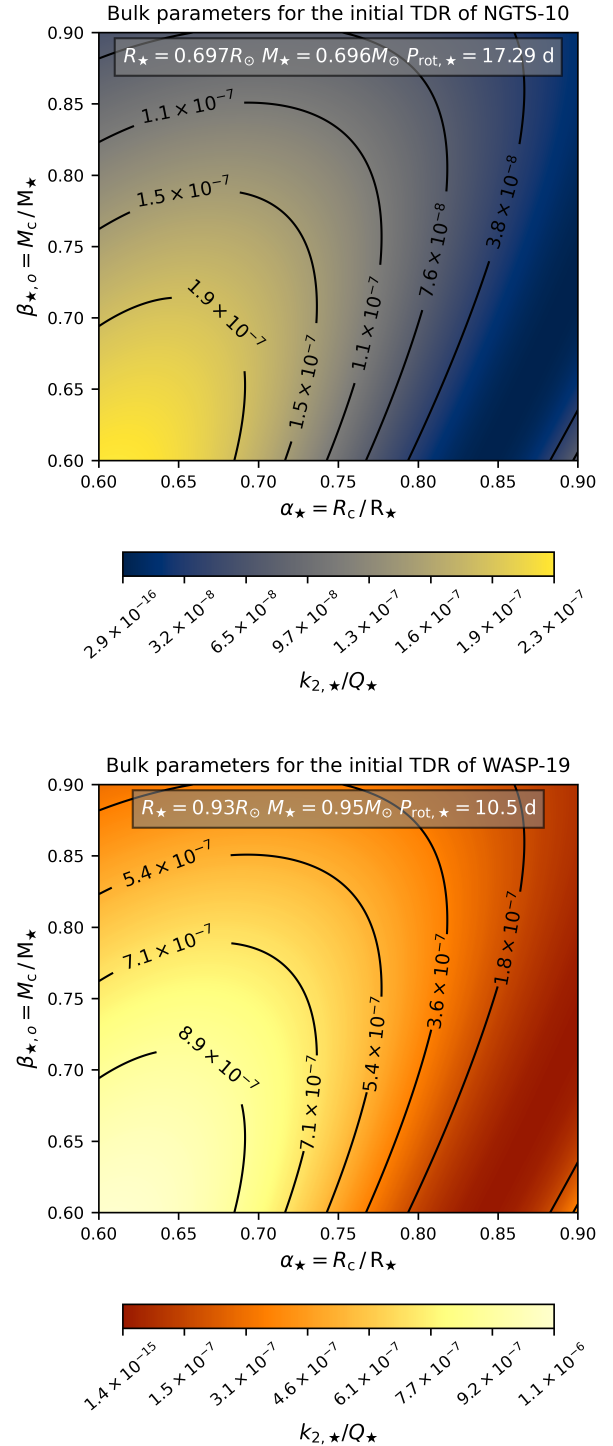 Bulk parameters for the initial TDR of NGTS-10
R★ = 0.697R⊙ M★ = 0.696M⊙ P_rot,★ = 17.29 d
0.90
0.85
0.80
0.75
0.70
0.65
0.60
β★,o = M_c / M★
1.1 × 10⁻⁷
1.5 × 10⁻⁷
1.9 × 10⁻⁷
1.5 × 10⁻⁷
1.1 × 10⁻⁷
7.6 × 10⁻⁸
3.8 × 10⁻⁸
0.60 0.65 0.70 0.75 0.80 0.85 0.90
α★ = R_c / R★
2.9 × 10⁻¹⁶ 3.2 × 10⁻⁸ 6.5 × 10⁻⁸ 9.7 × 10⁻⁸ 1.3 × 10⁻⁷ 1.6 × 10⁻⁷ 1.9 × 10⁻⁷ 2.3 × 10⁻⁷
k₂,★/Q★
Bulk parameters for the initial TDR of WASP-19
R★ = 0.93R⊙ M★ = 0.95M⊙ P_rot,★ = 10.5 d
0.90
0.85
0.80
0.75
0.70
0.65
0.60
β★,o = M_c / M★
5.4 × 10⁻⁷
7.1 × 10⁻⁷
8.9 × 10⁻⁷
7.1 × 10⁻⁷
5.4 × 10⁻⁷
3.6 × 10⁻⁷
1.8 × 10⁻⁷
0.60 0.65 0.70 0.75 0.80 0.85 0.90
α★ = R_c / R★
1.4 × 10⁻¹⁵ 1.5 × 10⁻⁷ 3.1 × 10⁻⁷ 4.6 × 10⁻⁷ 6.1 × 10⁻⁷ 7.7 × 10⁻⁷ 9.2 × 10⁻⁷ 1.1 × 10⁻⁶
k₂,★/Q★